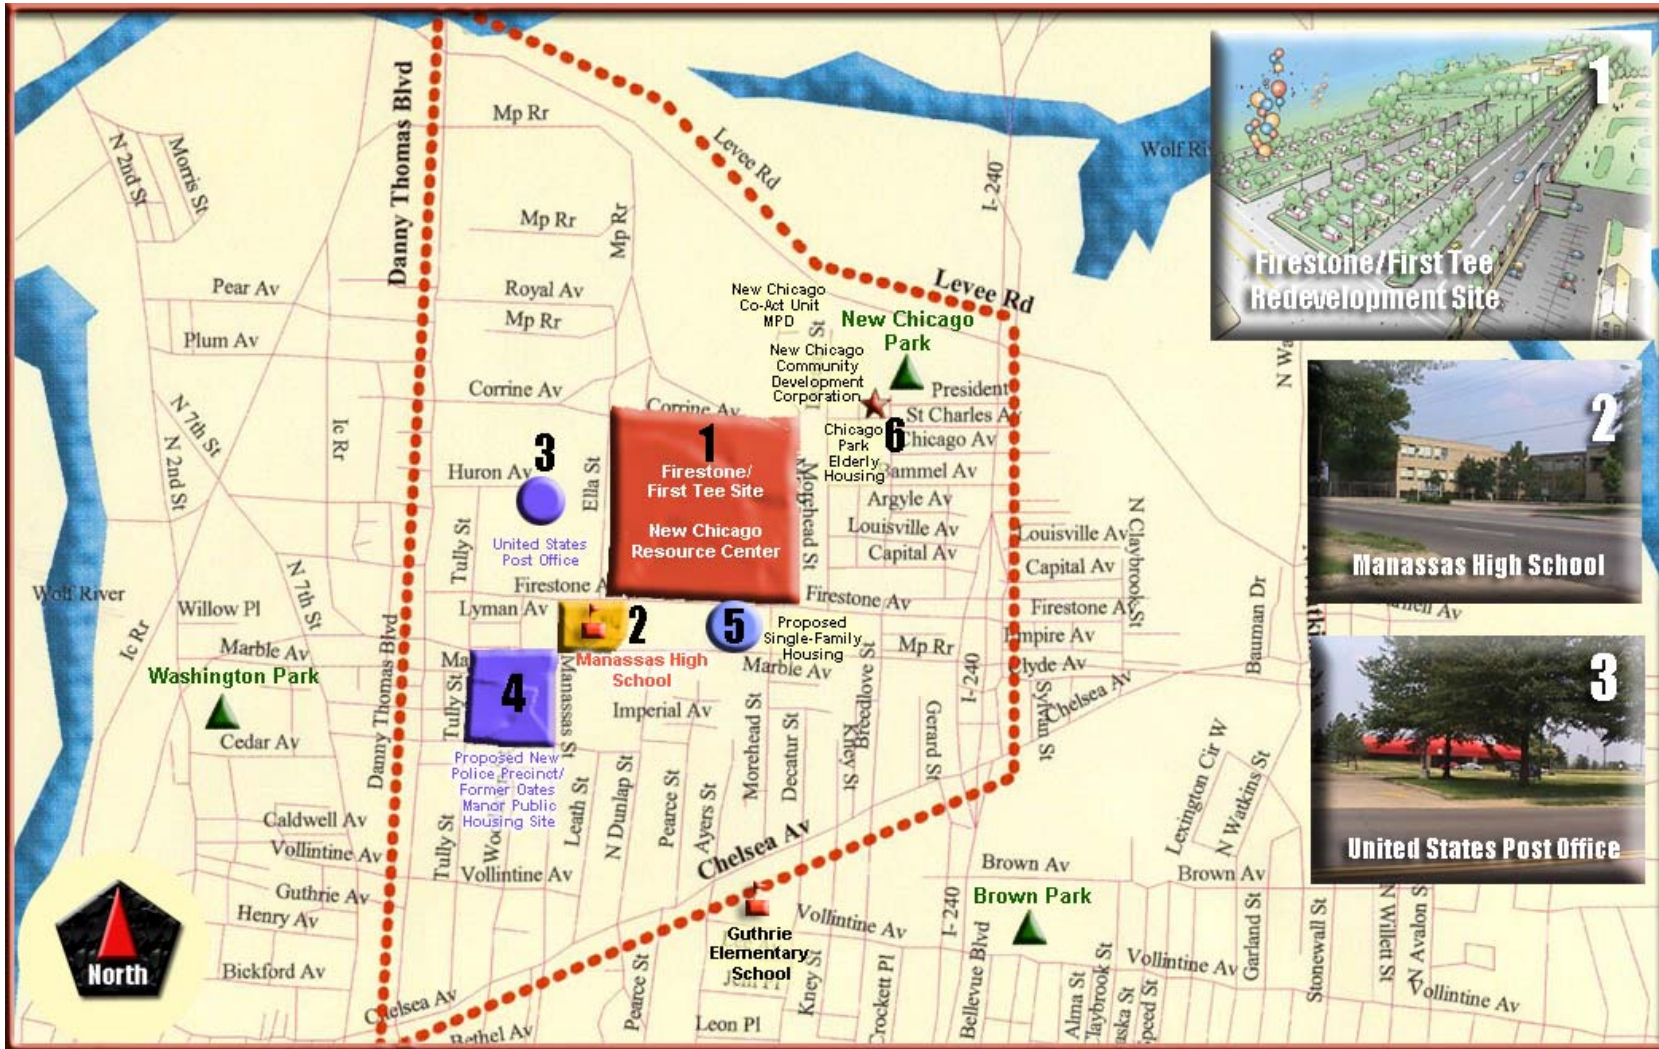 Danny Thomas Blvd
N 2nd St
Morris St
Mp Rr
Levee Rd
I-240
Mp Rr
Mp Rr
Pear Av
Royal Av
Mp Rr
Plum Av
Corrine Av
Corrine Av
New Chicago
Co-Act Unit
MPD
Levee Rd
New Chicago
Park
New Chicago
Community
Development
Corporation
President
St Charles Av
Chicago Av
6
Chicago
Park
Elderly
Housing
Argyle Av
Louisville Av
Capital Av
N 7th St
N 2nd St
Ic Rr
Huron Av
3
Ella St
United States
Post Office
Tully St
1
Firestone/
First Tee Site
New Chicago
Resource Center
Morehead St
Louisville Av
Capital Av
Firestone Av
Empire Av
Clyde Av
N Claybrook St
Bauman Dr
Wolf River
Willow Pl
N 7th St
Ic Rr
Marble Av
Firestone A
Lyman Av
Firestone Av
2
Manassas High
School
5
Proposed
Single-Family
Housing
Mp Rr
Marble Av
Breedlove St
I-240
Washington Park
Cedar Av
Danny Thomas Blvd
Tully St
4
Manassas St
Imperial Av
Morehead St
Decatur St
Kney St
Gerard St
Sylvan St
Chelsea Av
Proposed New
Police Precinct/
Former Oates
Manor Public
Housing Site
Leath St
N Dunlap St
Pearce St
Ayers St
Lexington Cir W
N Watkins St
Caldwell Av
Vollintine Av
Guthrie Av
Henry Av
Bickford Av
Tully St
Vollintine Av
Chelsea Av
Guthrie
Elementary
School
Brown Av
Brown Av
Brown Park
Vollintine Av
I-240
Bellevue Blvd
Vollintine Av
Garland St
Stonewall St
N Willett St
N Avalon S
Vollintine Av
Chelsea Av
Bethel Av
Pearce St
Leon Pl
Kney St
Crockett Pl
Alma St
Claybrook St
North
1
Firestone/First Tee
Redevelopment Site
2
Manassas High School
3
United States Post Office